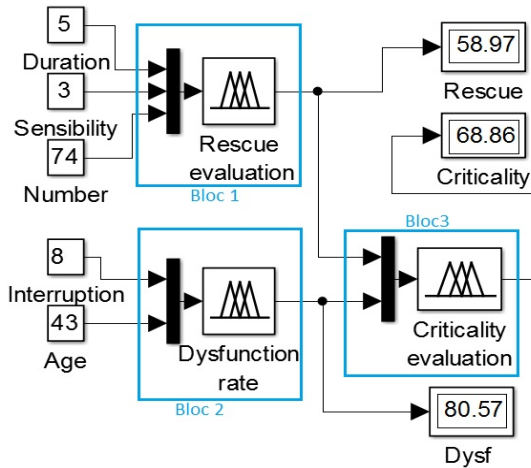 5
Duration
3
Sensibility
74
Number
Rescue
evaluation
Bloc 1
58.97
Rescue
68.86
Criticality
8
Interruption
43
Age
Dysfunction
rate
Bloc 2
Bloc3
Criticality
evaluation
80.57
Dysf